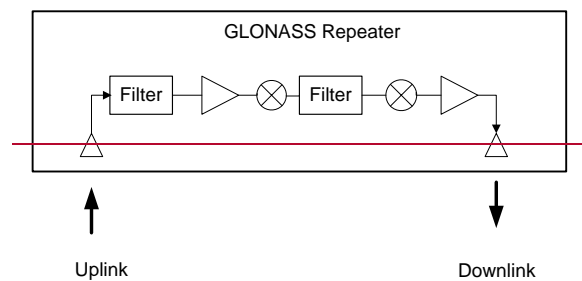 GLONASS Repeater
Filter
Filter
Uplink
Downlink